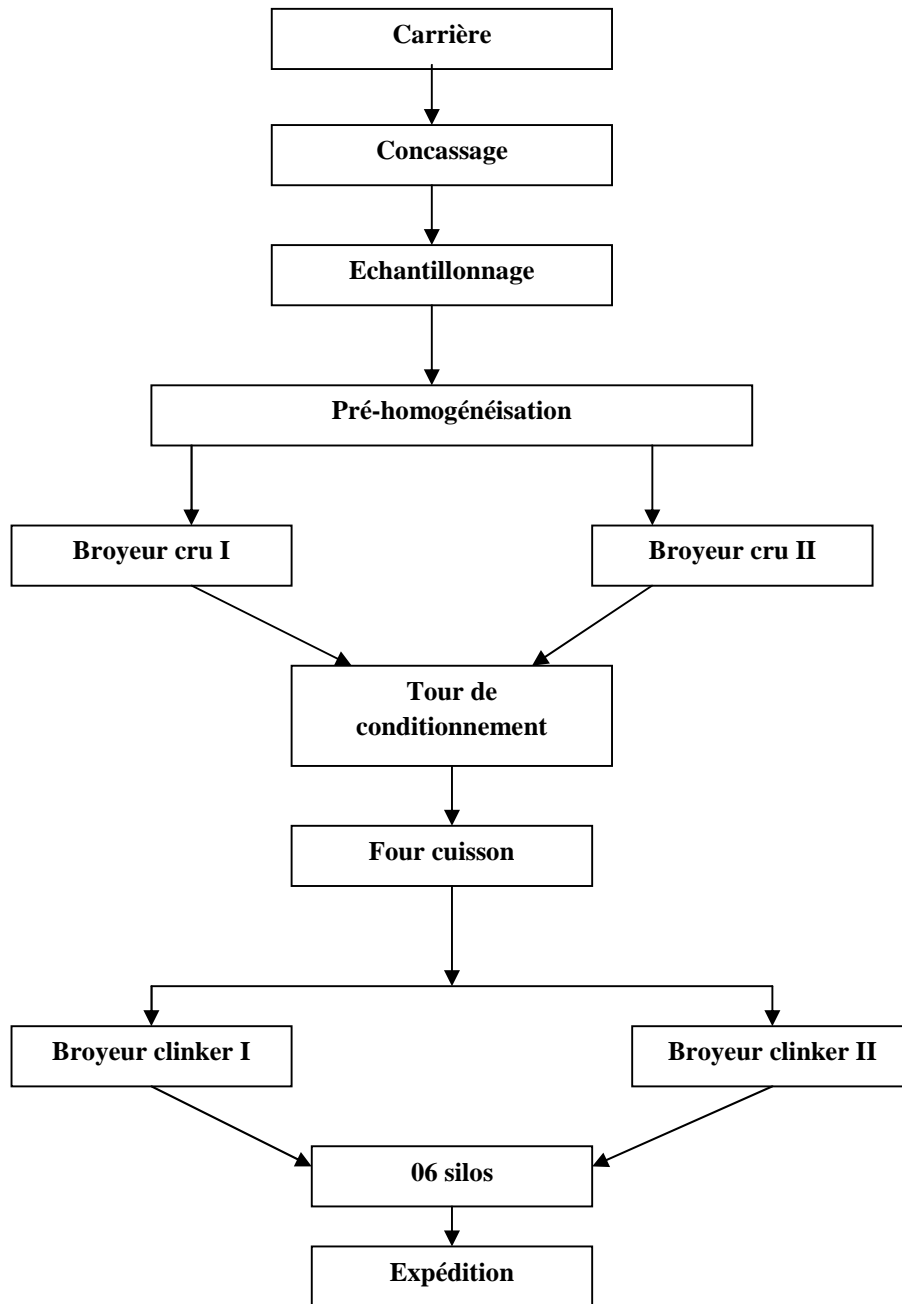 Carrière
Concassage
Echantillonnage
Pré-homogénéisation
Broyeur cru I
Broyeur cru II
Tour de
conditionnement
Four cuisson
Broyeur clinker I
Broyeur clinker II
06 silos
Expédition